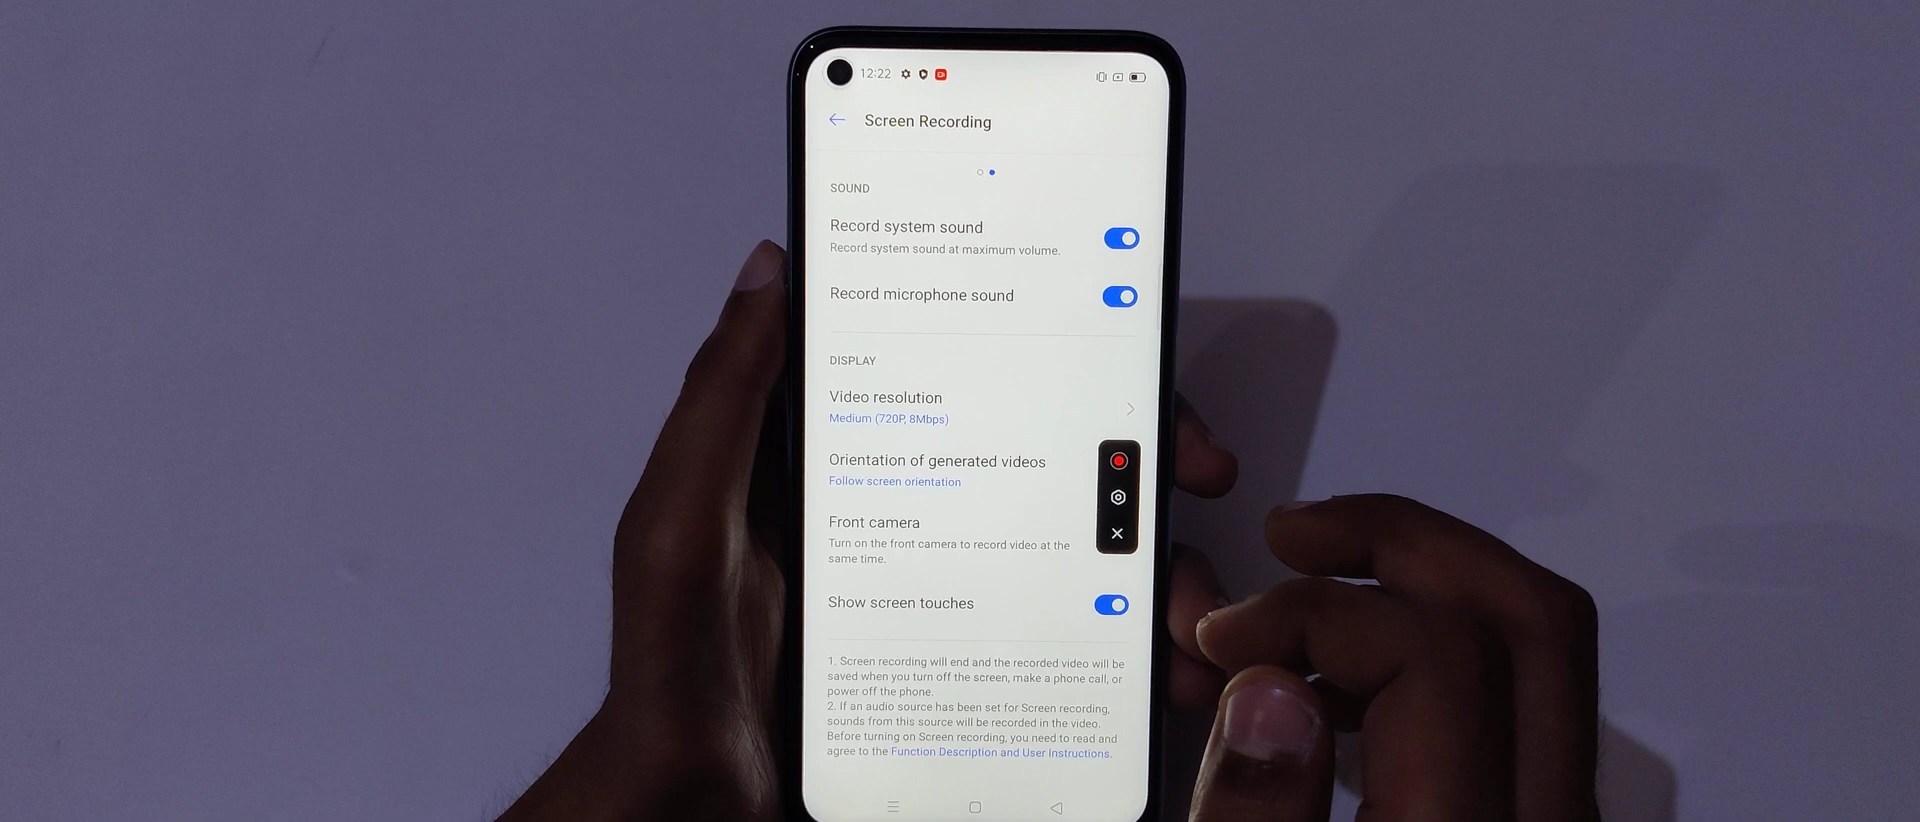 12:22
Screen Recording
SOUND
Record system sound
Record system sound at maximum volume.
Record microphone sound
DISPLAY
Video resolution
Medium (720P, 8Mbps)
Orientation of generated videos
Follow screen orientation
Front camera
Turn on the front camera to record video at the
same time.
Show screen touches
1. Screen recording will end and the recorded video will be
saved when you turn off the screen, make a phone call, or
power off the phone.
2. If an audio source has been set for Screen recording,
sounds from this source will be recorded in the video.
Before turning on Screen recording, you need to read and
agree to the Function Description and User Instructions.